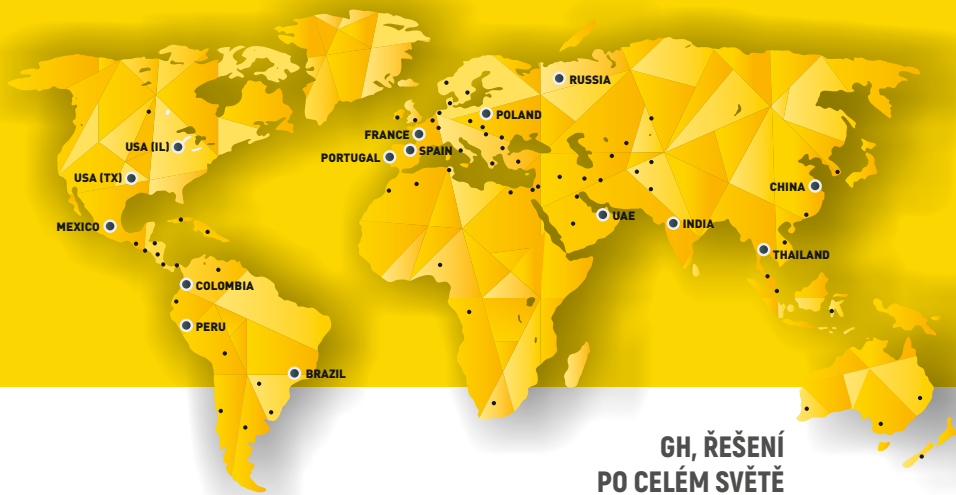 RUSSIA
POLAND
FRANCE
USA (IL)
SPAIN
PORTUGAL
USA (TX)
CHINA
UAE
MEXICO
INDIA
THAILAND
COLOMBIA
PERU
BRAZIL
GH, ŘEŠENÍ
PO CELÉM SVĚTĚ